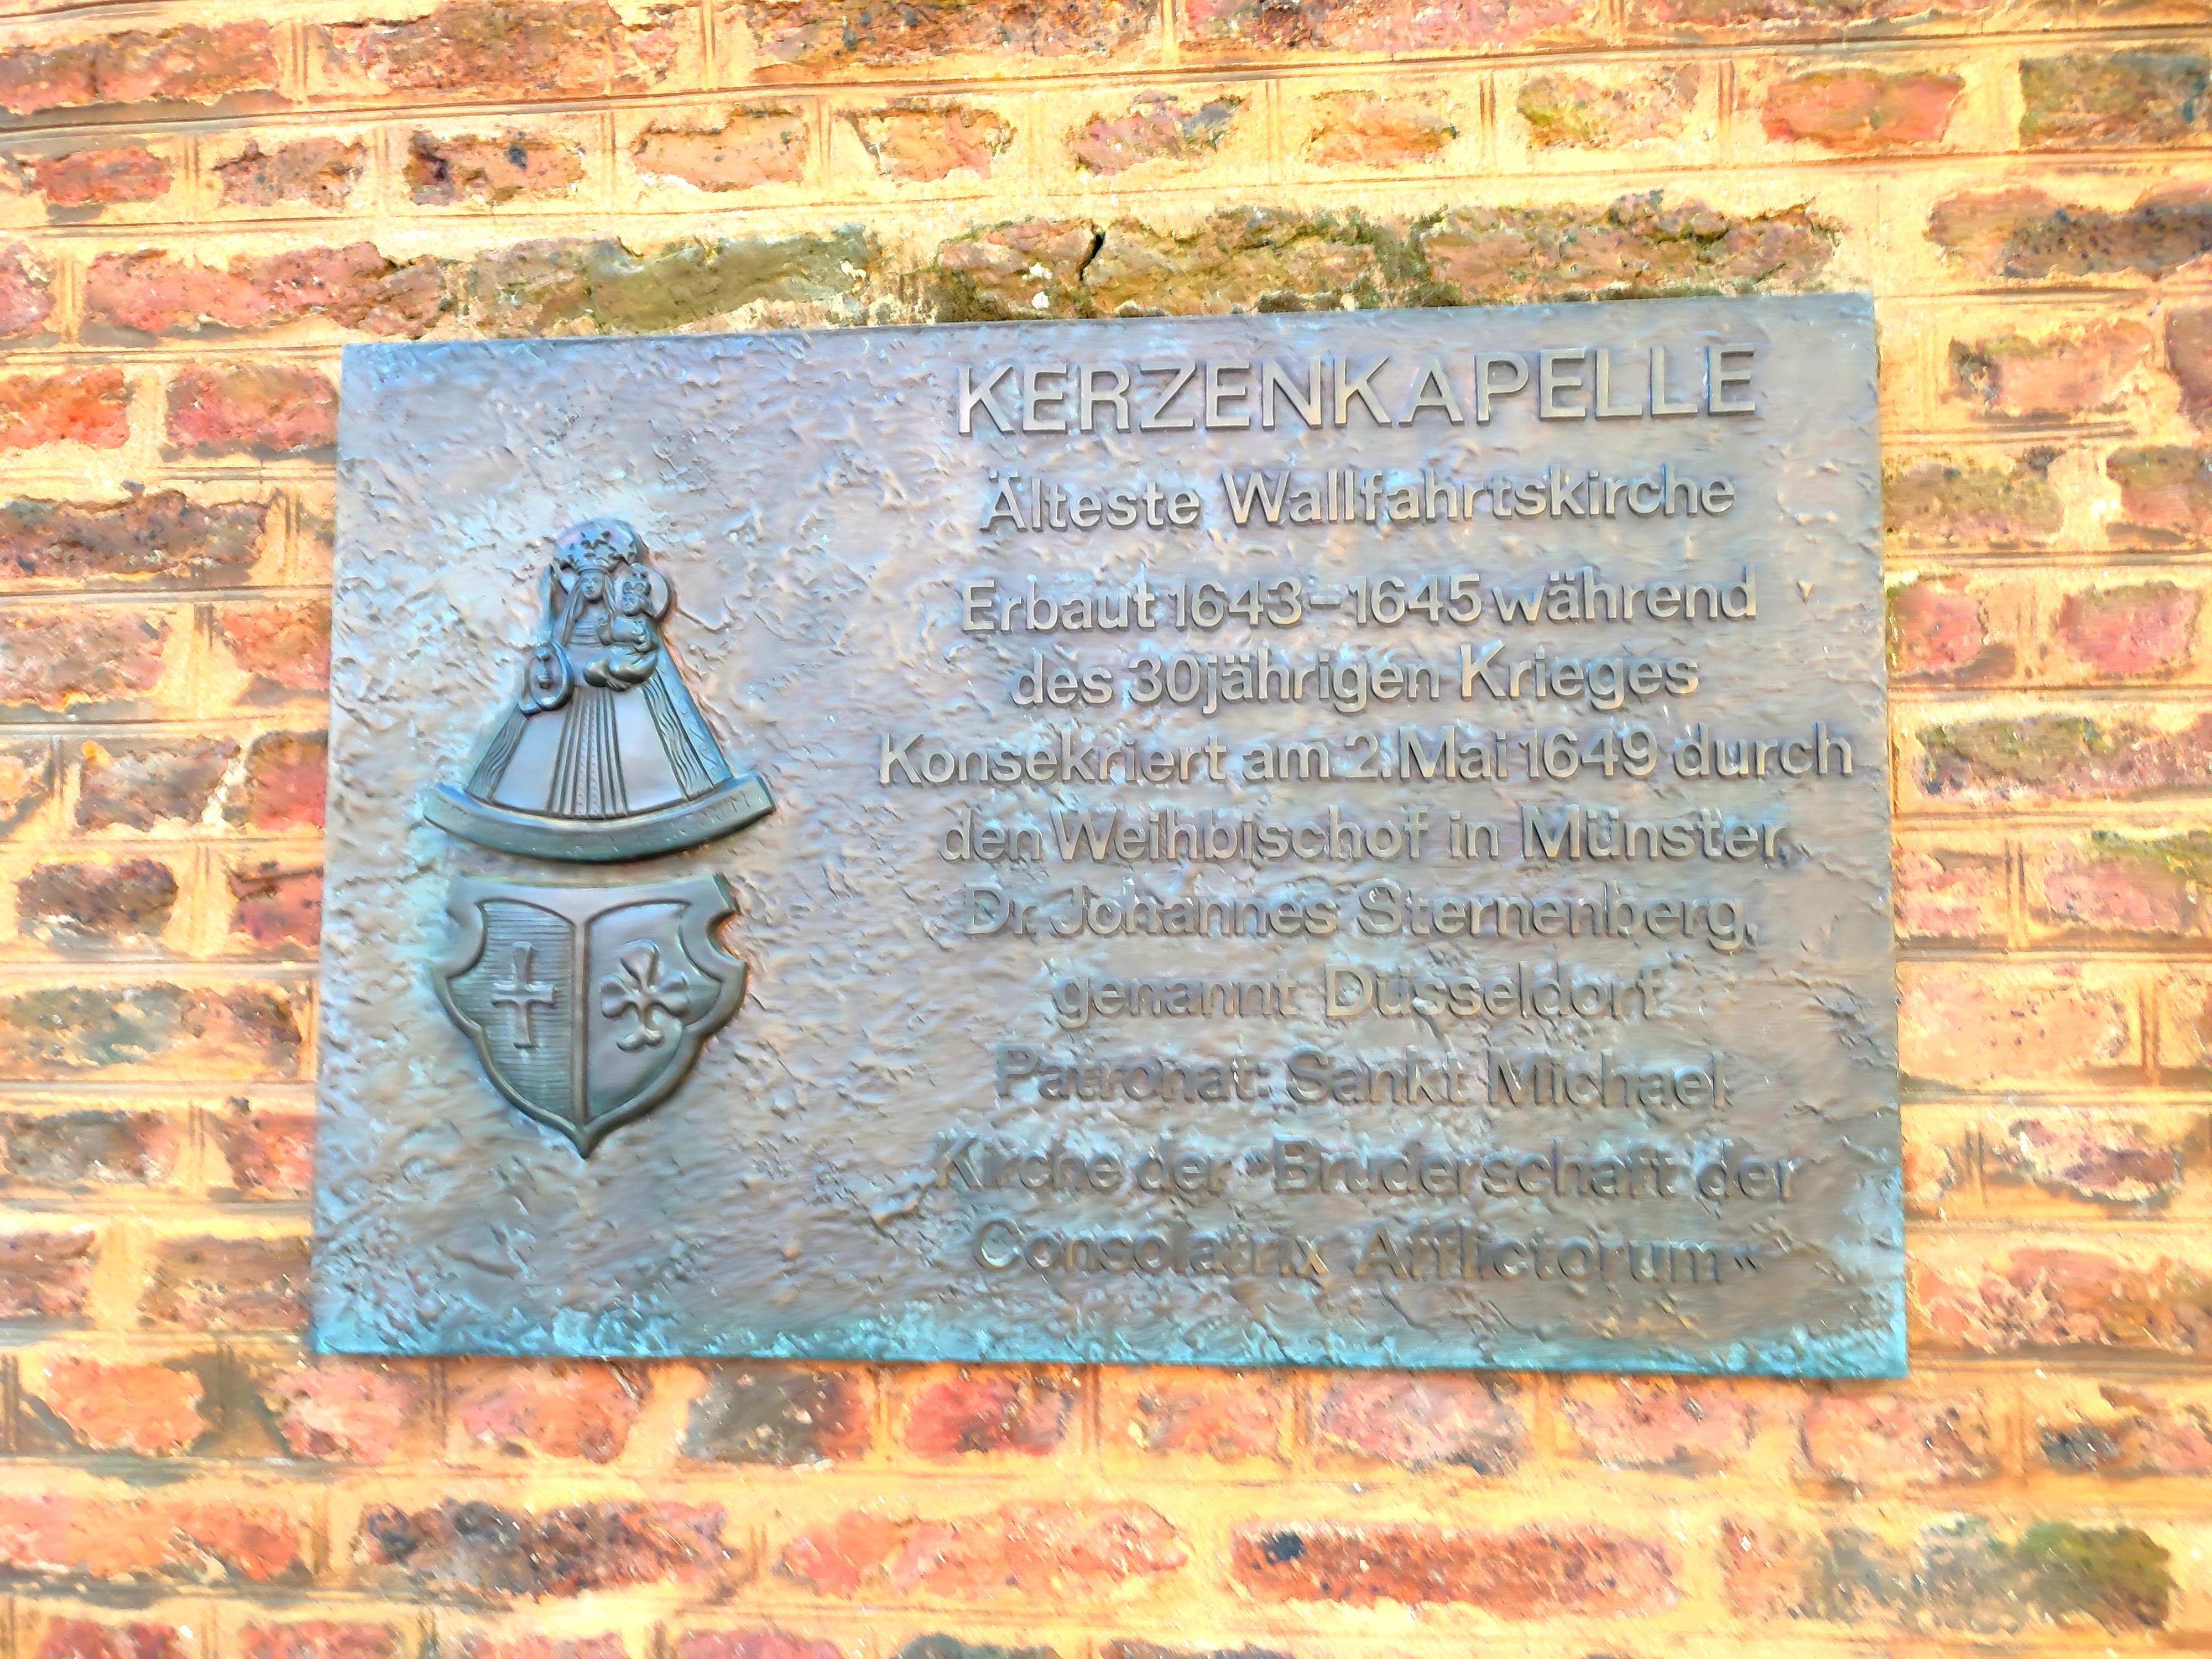 KERZENKAPELLE
Älteste Wallfahrtskirche
Erbaut 1643–1645 während
des 30jährigen Krieges
Konsekriert am 2. Mai 1649 durch
den Weihbischof in Münster,
Dr. Johannes Sternenberg,
genannt Düsseldorf
Patronat: Sankt Michael
Kirche der »Bruderschaft der
Consolatrix Afflictorum«